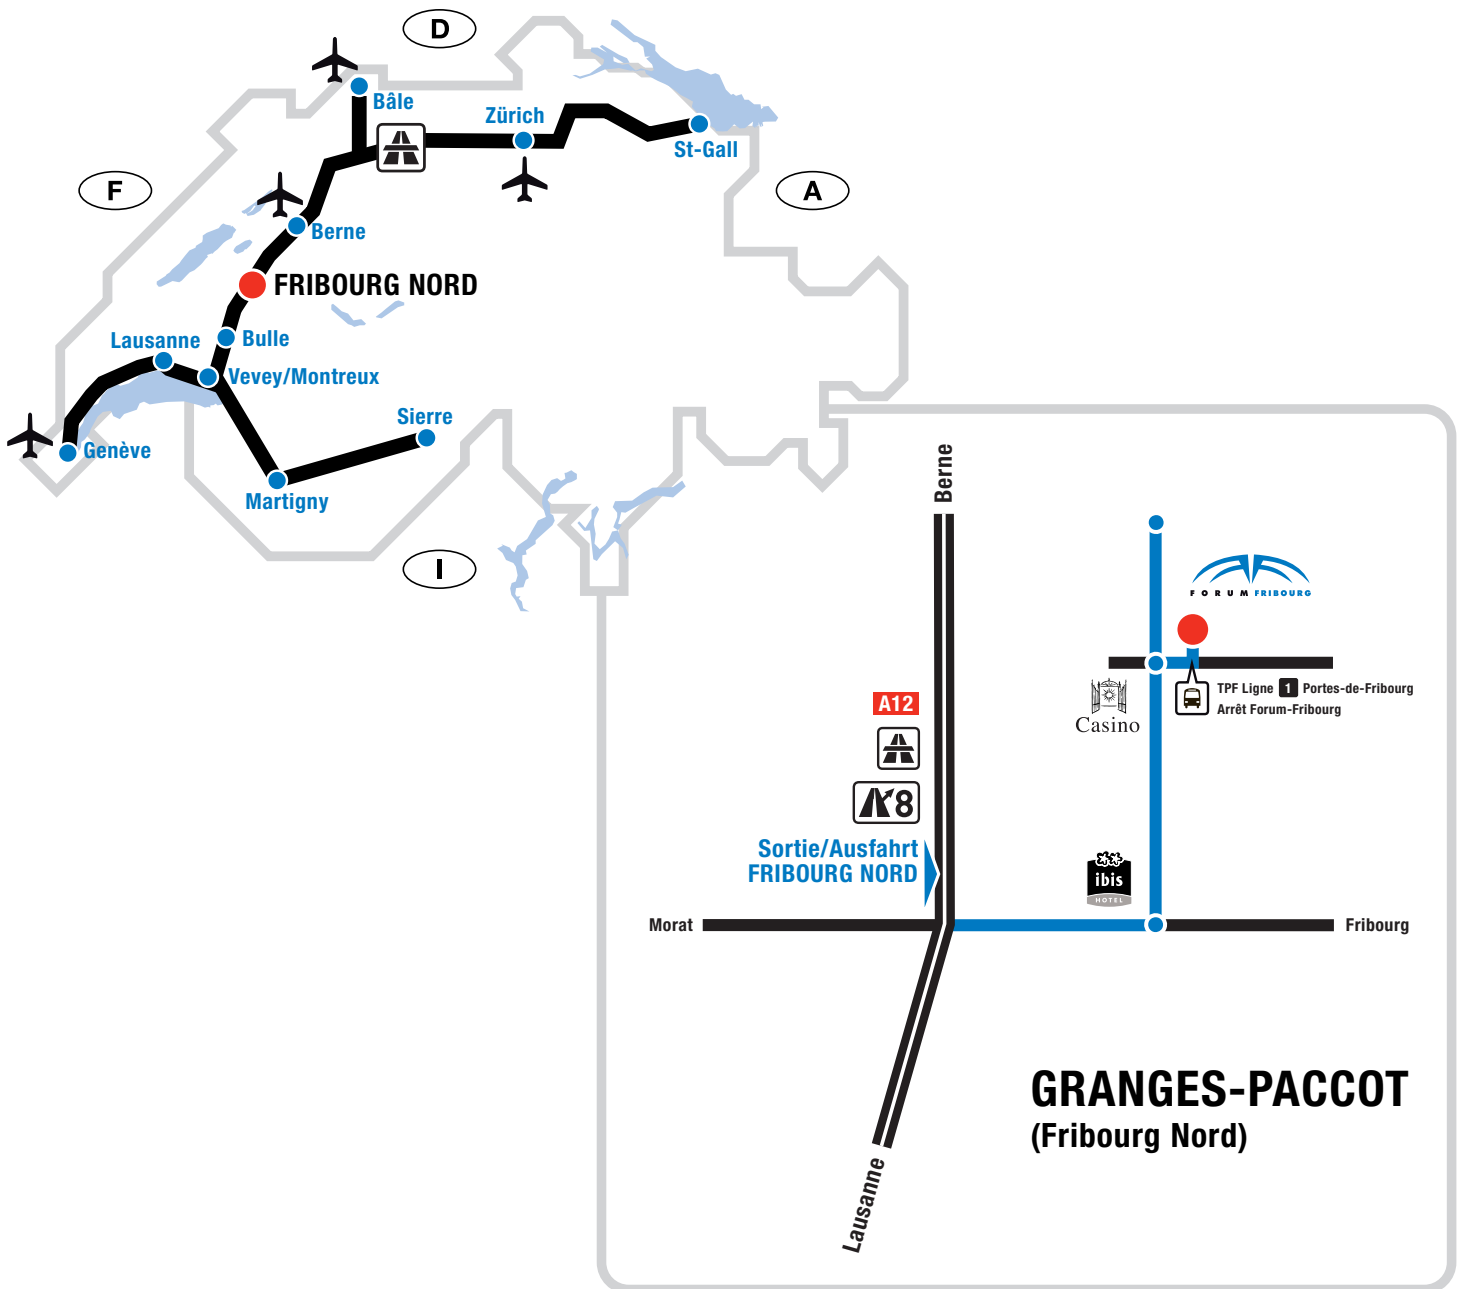 D
Bâle
Zürich
St-Gall
F
A
Berne
FRIBOURG NORD
Lausanne
Bulle
Vevey/Montreux
Sierre
Genève
Martigny
I
Berne
FORUM FRIBOURG
TPF Ligne 1 Portes-de-Fribourg
Arrêt Forum-Fribourg
A12
Casino
8
Sortie/Ausfahrt
FRIBOURG NORD
ibis
HOTEL
Morat
Fribourg
GRANGES-PACCOT
(Fribourg Nord)
Lausanne